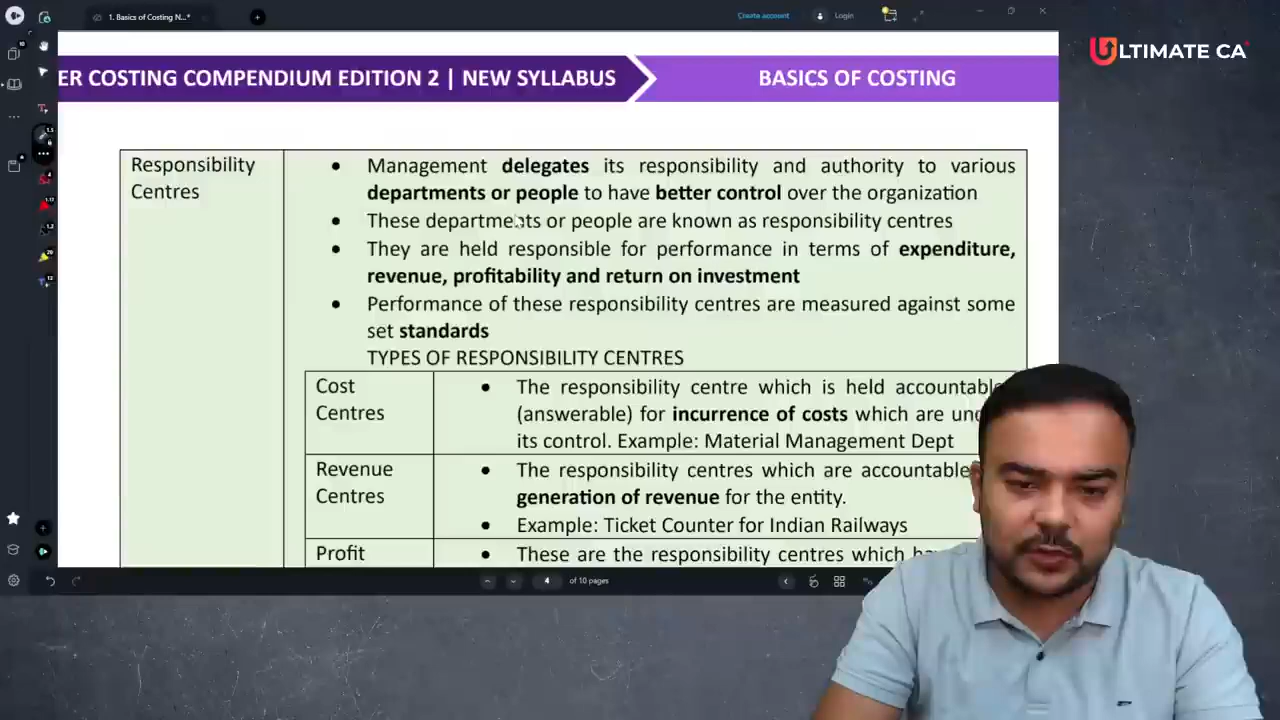 1. Basics of Costing N...*
Create account
Login
ULTIMATE CA
ER COSTING COMPENDIUM EDITION 2 | NEW SYLLABUS
BASICS OF COSTING
Responsibility
Centres
• Management delegates its responsibility and authority to various
departments or people to have better control over the organization
• These departments or people are known as responsibility centres
• They are held responsible for performance in terms of expenditure,
revenue, profitability and return on investment
• Performance of these responsibility centres are measured against some
set standards
TYPES OF RESPONSIBILITY CENTRES
Cost
Centres
• The responsibility centre which is held accountable
(answerable) for incurrence of costs which are
its control. Example: Material Management Dept
Revenue
Centres
• The responsibility centres which are accountable
generation of revenue for the entity.
• Example: Ticket Counter for Indian Railways
Profit
• These are the responsibility centres which
4 of 10 pages